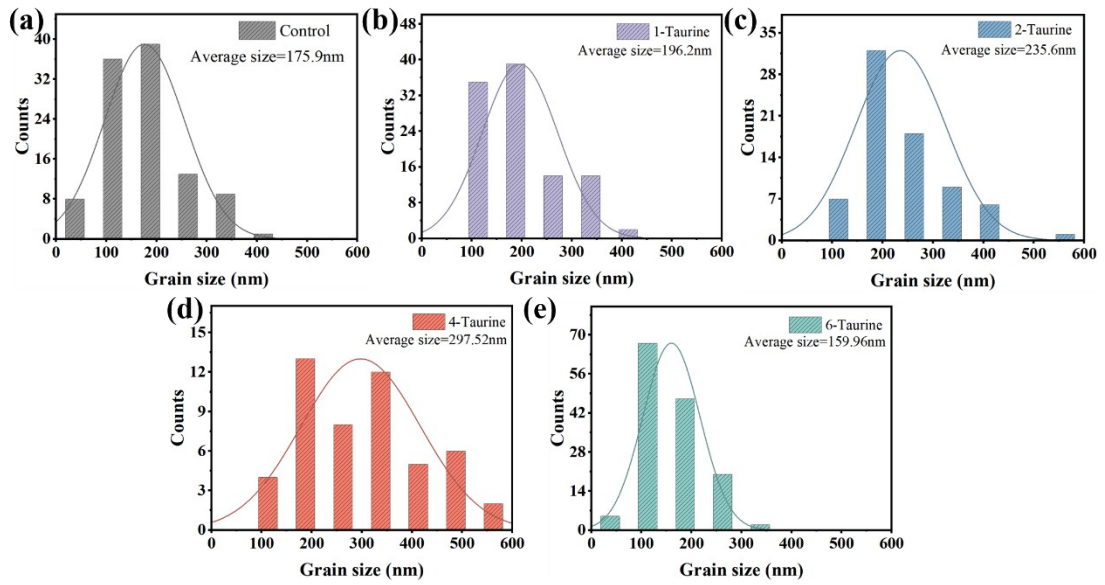 (a)
Control
Average size=175.9nm
40
32
24
16
8
0
Counts
0 100 200 300 400 500 600
Grain size (nm)
(b)
1-Taurine
Average size=196.2nm
48
36
24
12
0
Counts
0 100 200 300 400 500 600
Grain size (nm)
(c)
2-Taurine
Average size=235.6nm
35
28
21
14
7
0
Counts
0 100 200 300 400 500 600
Grain size (nm)
(d)
4-Taurine
Average size=297.52nm
15
12
9
6
3
0
Counts
0 100 200 300 400 500 600
Grain size (nm)
(e)
6-Taurine
Average size=159.96nm
70
56
42
28
14
0
Counts
0 100 200 300 400 500 600
Grain size (nm)